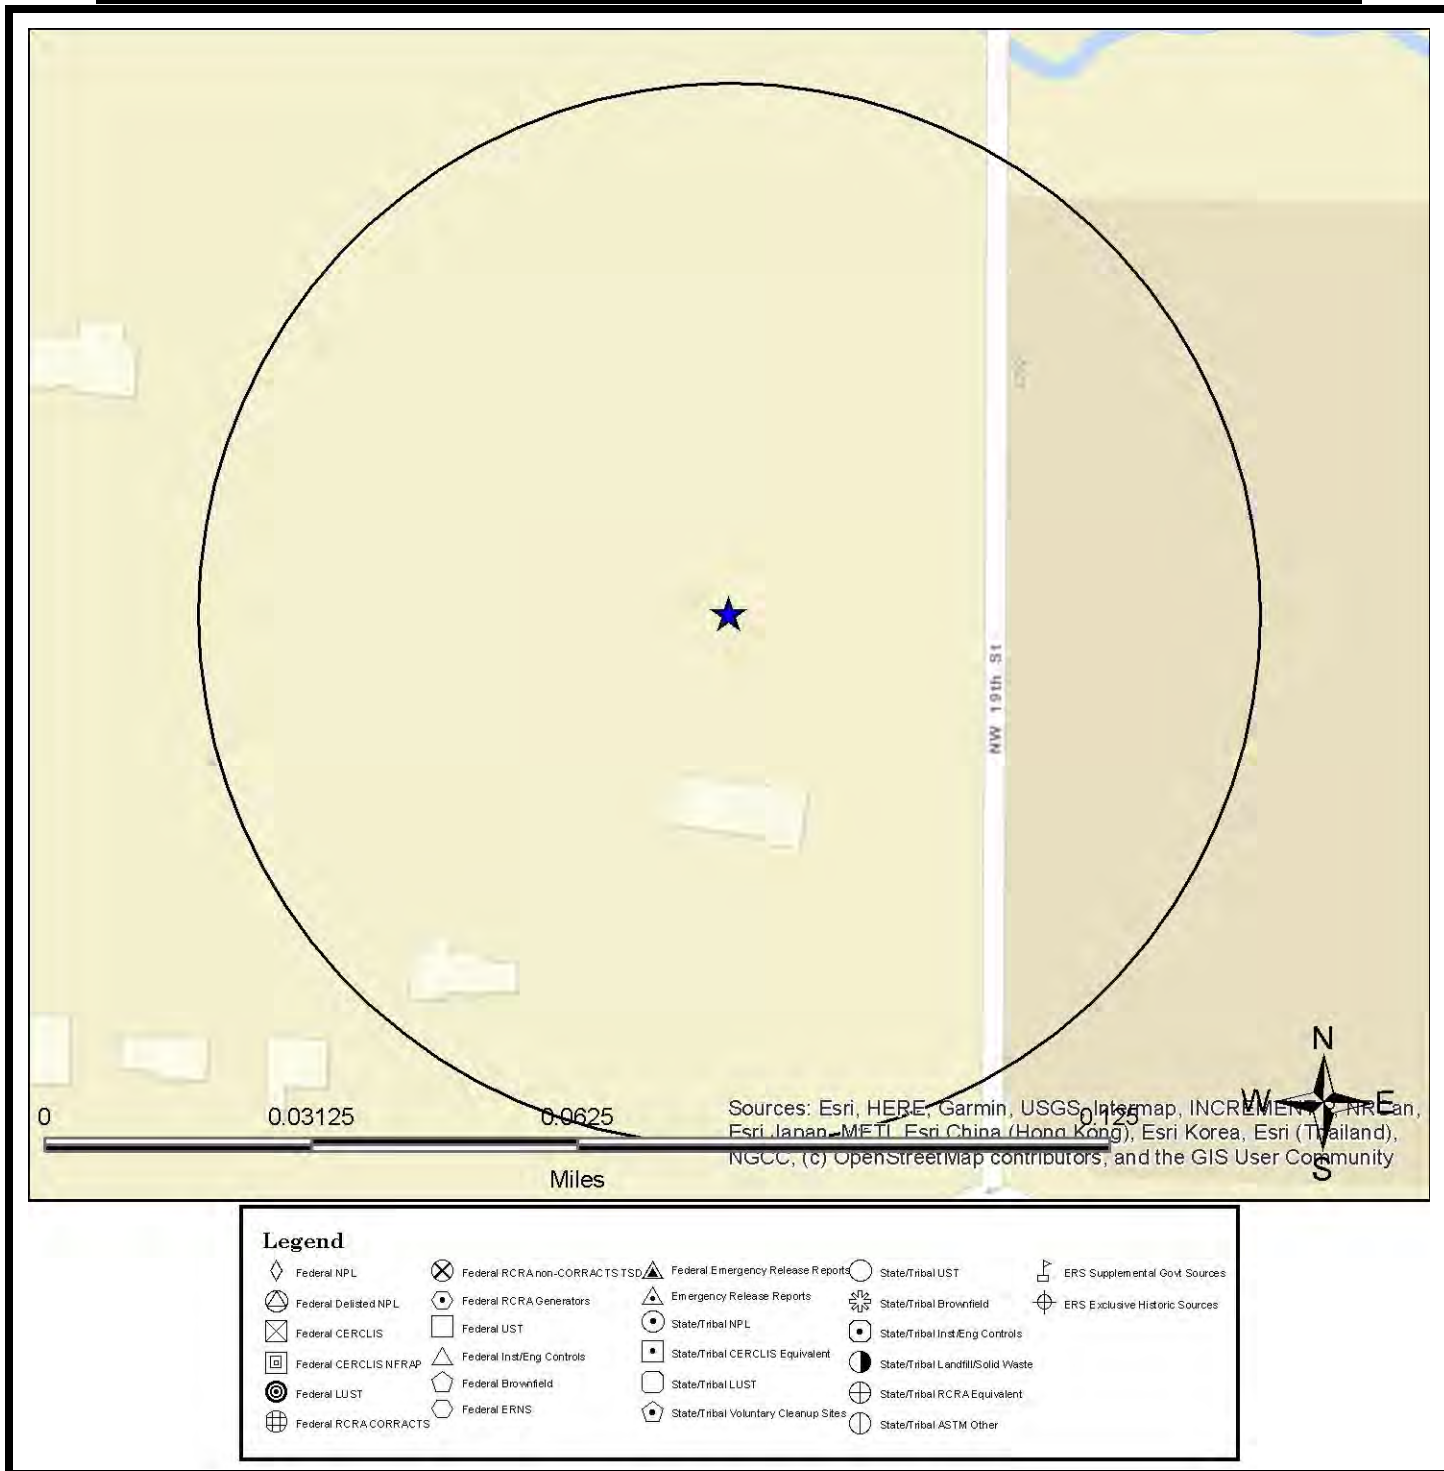 NW 19th St
N
W
E
S
0 0.03125 0.0625 0.125
Miles
Sources: Esri, HERE, Garmin, USGS, Intermap,
Esri Japan, METI, Esri China (Hong Kong), Esri Korea, Esri (Thailand),
NGCC, (c) OpenStreetMap contributors, and the GIS User Community
Legend
Federal NPL
Federal Delisted NPL
Federal CERCLIS
Federal CERCLIS NFRAP
Federal LUST
Federal RCRA CORRACTS
Federal RCRA non-CORRACTS TSD
Federal RCRA Generators
Federal UST
Federal Inst/Eng Controls
Federal Brownfield
Federal ERNS
Federal Emergency Release Reports
Emergency Release Reports
State/Tribal NPL
State/Tribal CERCLIS Equivalent
State/Tribal LUST
State/Tribal Voluntary Cleanup Sites
State/Tribal UST
State/Tribal Brownfield
State/Tribal Inst/Eng Controls
State/Tribal Landfill/Solid Waste
State/Tribal RCRA Equivalent
State/Tribal ASTM Other
ERS Supplemental Govt Sources
ERS Exclusive Historic Sources